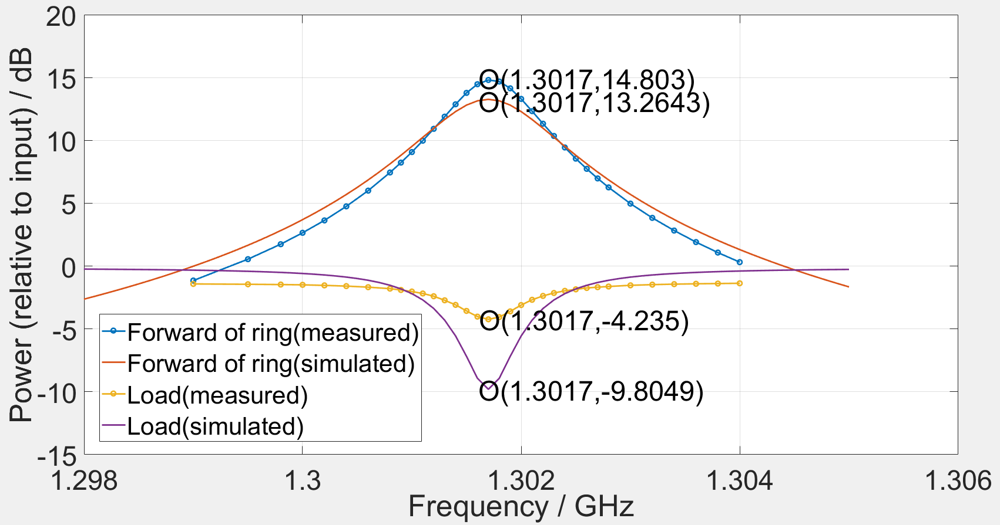 20
15
10
5
0
-5
-10
-15
Power (relative to input) / dB
O(1.3017,14.803)
O(1.3017,13.2643)
O(1.3017,-4.235)
O(1.3017,-9.8049)
Forward of ring(measured)
Forward of ring(simulated)
Load(measured)
Load(simulated)
1.298 1.3 1.302 1.304 1.306
Frequency / GHz